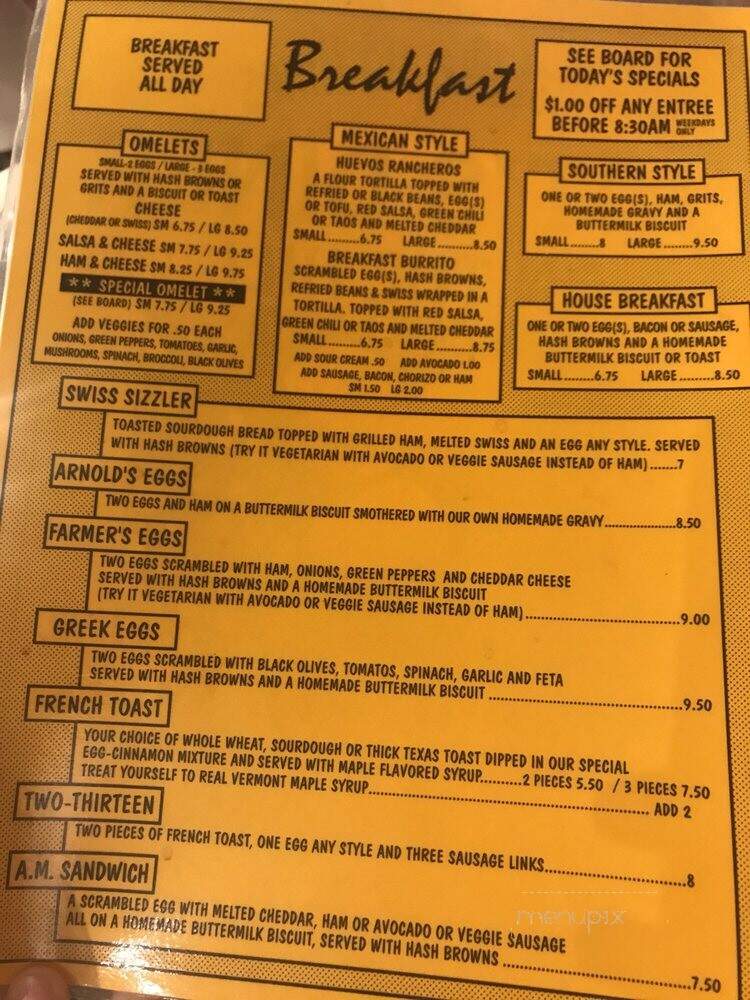 BREAKFAST
SERVED
ALL DAY
Breakfast
SEE BOARD FOR
TODAY'S SPECIALS
$1.00 OFF ANY ENTREE
BEFORE 8:30AM WEEKDAYS ONLY
OMELETS
SMALL-2 EGGS / LARGE - 3 EGGS
SERVED WITH HASH BROWNS OR
GRITS AND A BISCUIT OR TOAST
CHEESE
(CHEDDAR OR SWISS) SM 6.75 / LG 8.50
SALSA & CHEESE SM 7.75 / LG 9.25
HAM & CHEESE SM 8.25 / LG 9.75
** SPECIAL OMELET **
(SEE BOARD) SM 7.75 / LG 9.25
ADD VEGGIES FOR .50 EACH
ONIONS, GREEN PEPPERS, TOMATOES, GARLIC,
MUSHROOMS, SPINACH, BROCCOLI, BLACK OLIVES
MEXICAN STYLE
HUEVOS RANCHEROS
A FLOUR TORTILLA TOPPED WITH
REFRIED OR BLACK BEANS, EGG(S)
OR TOFU, RED SALSA, GREEN CHILI
OR TAOS AND MELTED CHEDDAR
SMALL.........6.75 LARGE.........8.50
BREAKFAST BURRITO
SCRAMBLED EGG(S), HASH BROWNS,
REFRIED BEANS & SWISS WRAPPED IN A
TORTILLA. TOPPED WITH RED SALSA,
GREEN CHILI OR TAOS AND MELTED CHEDDAR
SMALL.........6.75 LARGE.........8.75
ADD SOUR CREAM .50 ADD AVOCADO 1.00
ADD SAUSAGE, BACON, CHORIZO OR HAM
SM 1.50 LG 2.00
SOUTHERN STYLE
ONE OR TWO EGG(S), HAM, GRITS,
HOMEMADE GRAVY AND A
BUTTERMILK BISCUIT
SMALL.........8 LARGE.........9.50
HOUSE BREAKFAST
ONE OR TWO EGG(S), BACON OR SAUSAGE,
HASH BROWNS AND A HOMEMADE
BUTTERMILK BISCUIT OR TOAST
SMALL.........6.75 LARGE.........8.50
SWISS SIZZLER
TOASTED SOURDOUGH BREAD TOPPED WITH GRILLED HAM, MELTED SWISS AND AN EGG ANY STYLE. SERVED
WITH HASH BROWNS (TRY IT VEGETARIAN WITH AVOCADO OR VEGGIE SAUSAGE INSTEAD OF HAM).......7
ARNOLD'S EGGS
TWO EGGS AND HAM ON A BUTTERMILK BISCUIT SMOTHERED WITH OUR OWN HOMEMADE GRAVY.....................8.50
FARMER'S EGGS
TWO EGGS SCRAMBLED WITH HAM, ONIONS, GREEN PEPPERS AND CHEDDAR CHEESE
SERVED WITH HASH BROWNS AND A HOMEMADE BUTTERMILK BISCUIT
(TRY IT VEGETARIAN WITH AVOCADO OR VEGGIE SAUSAGE INSTEAD OF HAM)........................................9.00
GREEK EGGS
TWO EGGS SCRAMBLED WITH BLACK OLIVES, TOMATOS, SPINACH, GARLIC AND FETA
SERVED WITH HASH BROWNS AND A HOMEMADE BUTTERMILK BISCUIT ..................................................9.50
FRENCH TOAST
YOUR CHOICE OF WHOLE WHEAT, SOURDOUGH OR THICK TEXAS TOAST DIPPED IN OUR SPECIAL
EGG-CINNAMON MIXTURE AND SERVED WITH MAPLE FLAVORED SYRUP..........2 PIECES 5.50 / 3 PIECES 7.50
TREAT YOURSELF TO REAL VERMONT MAPLE SYRUP.................................................................. ADD 2
TWO-THIRTEEN
TWO PIECES OF FRENCH TOAST, ONE EGG ANY STYLE AND THREE SAUSAGE LINKS...................................8
A.M. SANDWICH
A SCRAMBLED EGG WITH MELTED CHEDDAR, HAM OR AVOCADO OR VEGGIE SAUSAGE
ALL ON A HOMEMADE BUTTERMILK BISCUIT, SERVED WITH HASH BROWNS ..................................................7.50
menupix